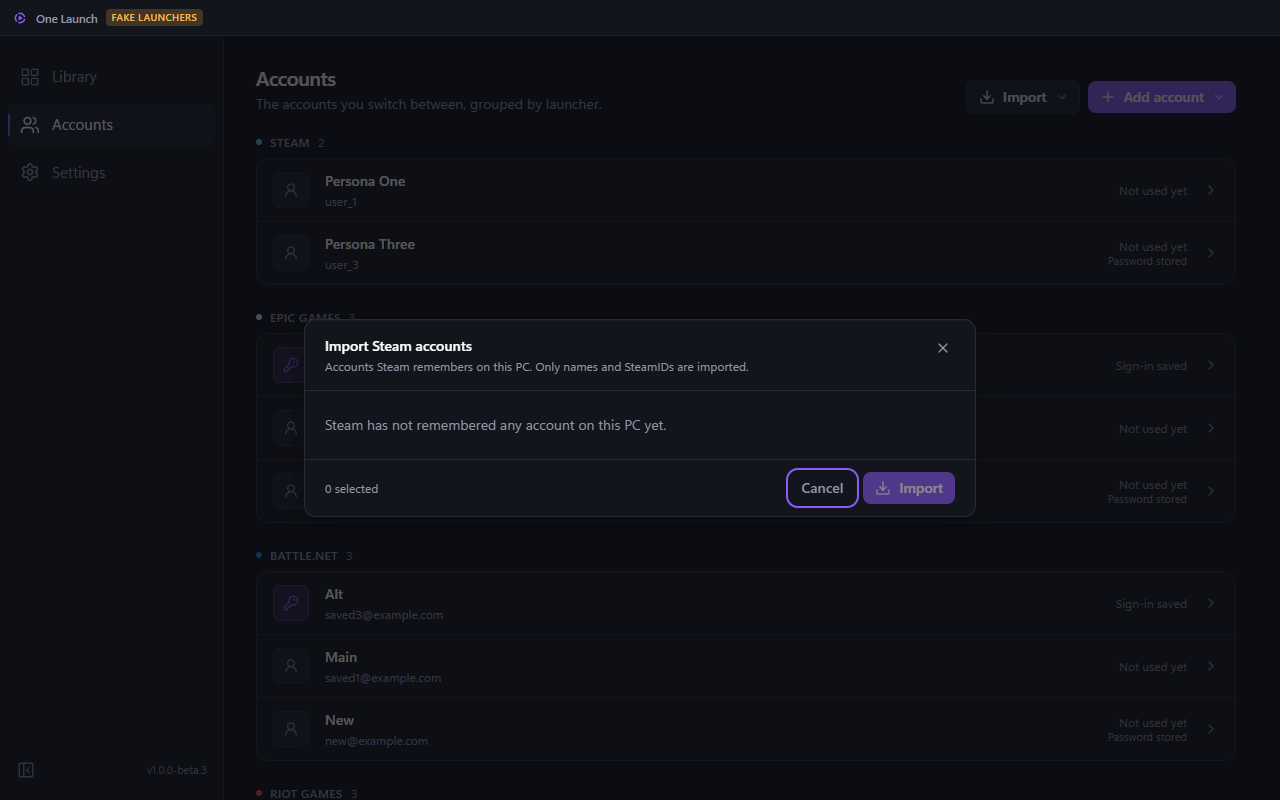 One Launch FAKE LAUNCHERS
Library
Accounts
Settings
Accounts
The accounts you switch between, grouped by launcher.
Import
Add account
STEAM 2
Persona One
user_1
Not used yet
Persona Three
user_3
Not used yet
Password stored
EPIC GAMES 3
Sign-in saved
Not used yet
Not used yet
Password stored
Import Steam accounts
Accounts Steam remembers on this PC. Only names and SteamIDs are imported.
Steam has not remembered any account on this PC yet.
0 selected
Cancel
Import
BATTLE.NET 3
Alt
saved3@example.com
Sign-in saved
Main
saved1@example.com
Not used yet
New
new@example.com
Not used yet
Password stored
v1.0.0-beta.3
RIOT GAMES 3